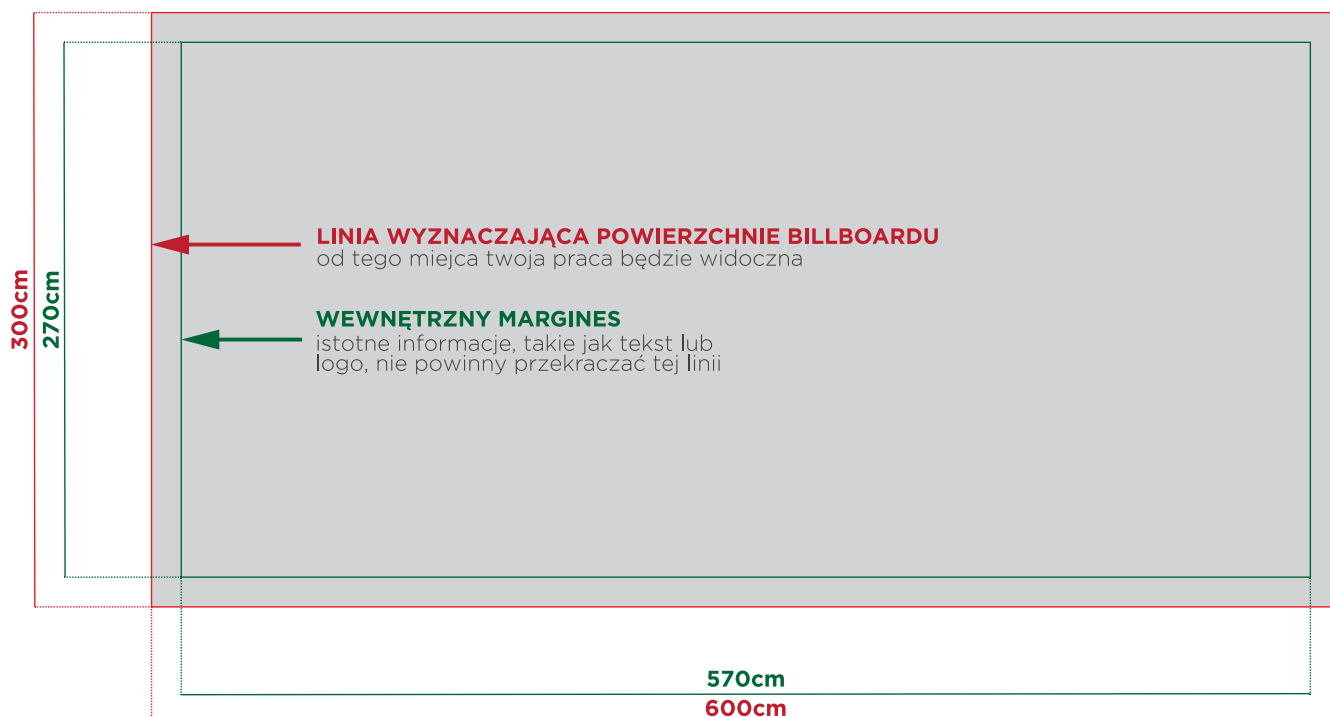 LINIA WYZNACZAJĄCA POWIERZCHNIE BILLBOARDU
od tego miejca twoja praca będzie widoczna
300cm
270cm
WEWNĘTRZNY MARGINES
istotne informacje, takie jak tekst lub
logo, nie powinny przekraczać tej linii
570cm
600cm